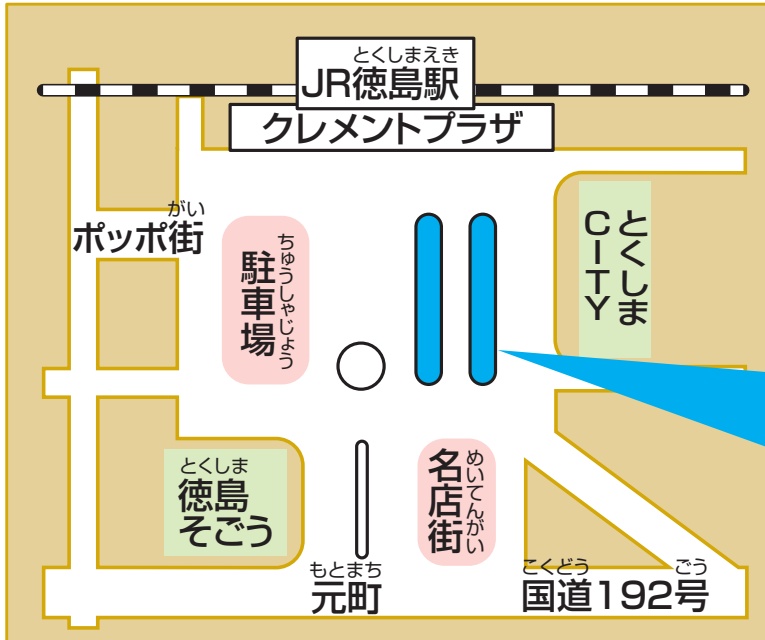 とくしまえき
JR徳島駅
クレメントプラザ
がい
ポッポ街
ちゅうしゃじょう
駐車場
とくしま
CITY
とくしま
徳島
そごう
めいてんがい
名店街
もとまち
元町
こくどう ごう
国道192号